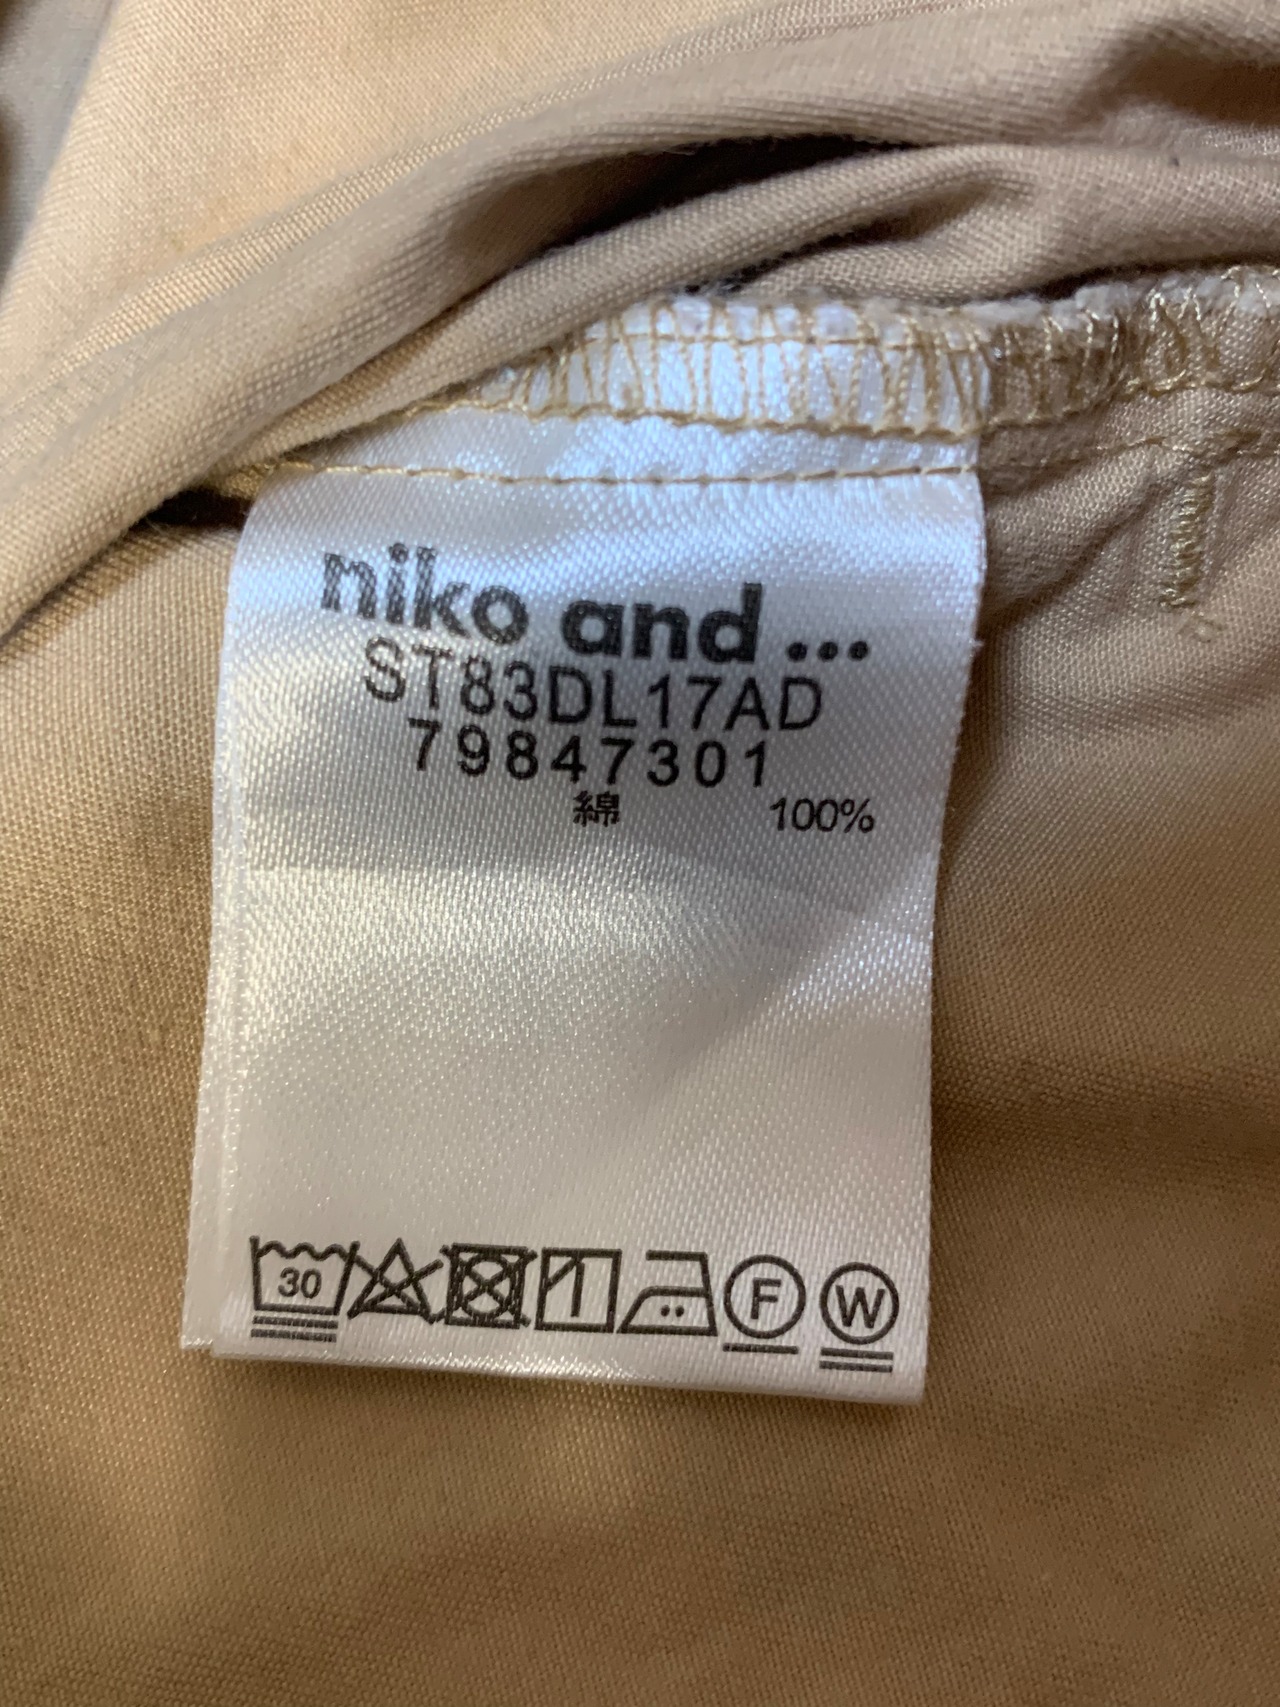 niko and ...
ST83DL17AD
79847301
綿 100%
30 F W